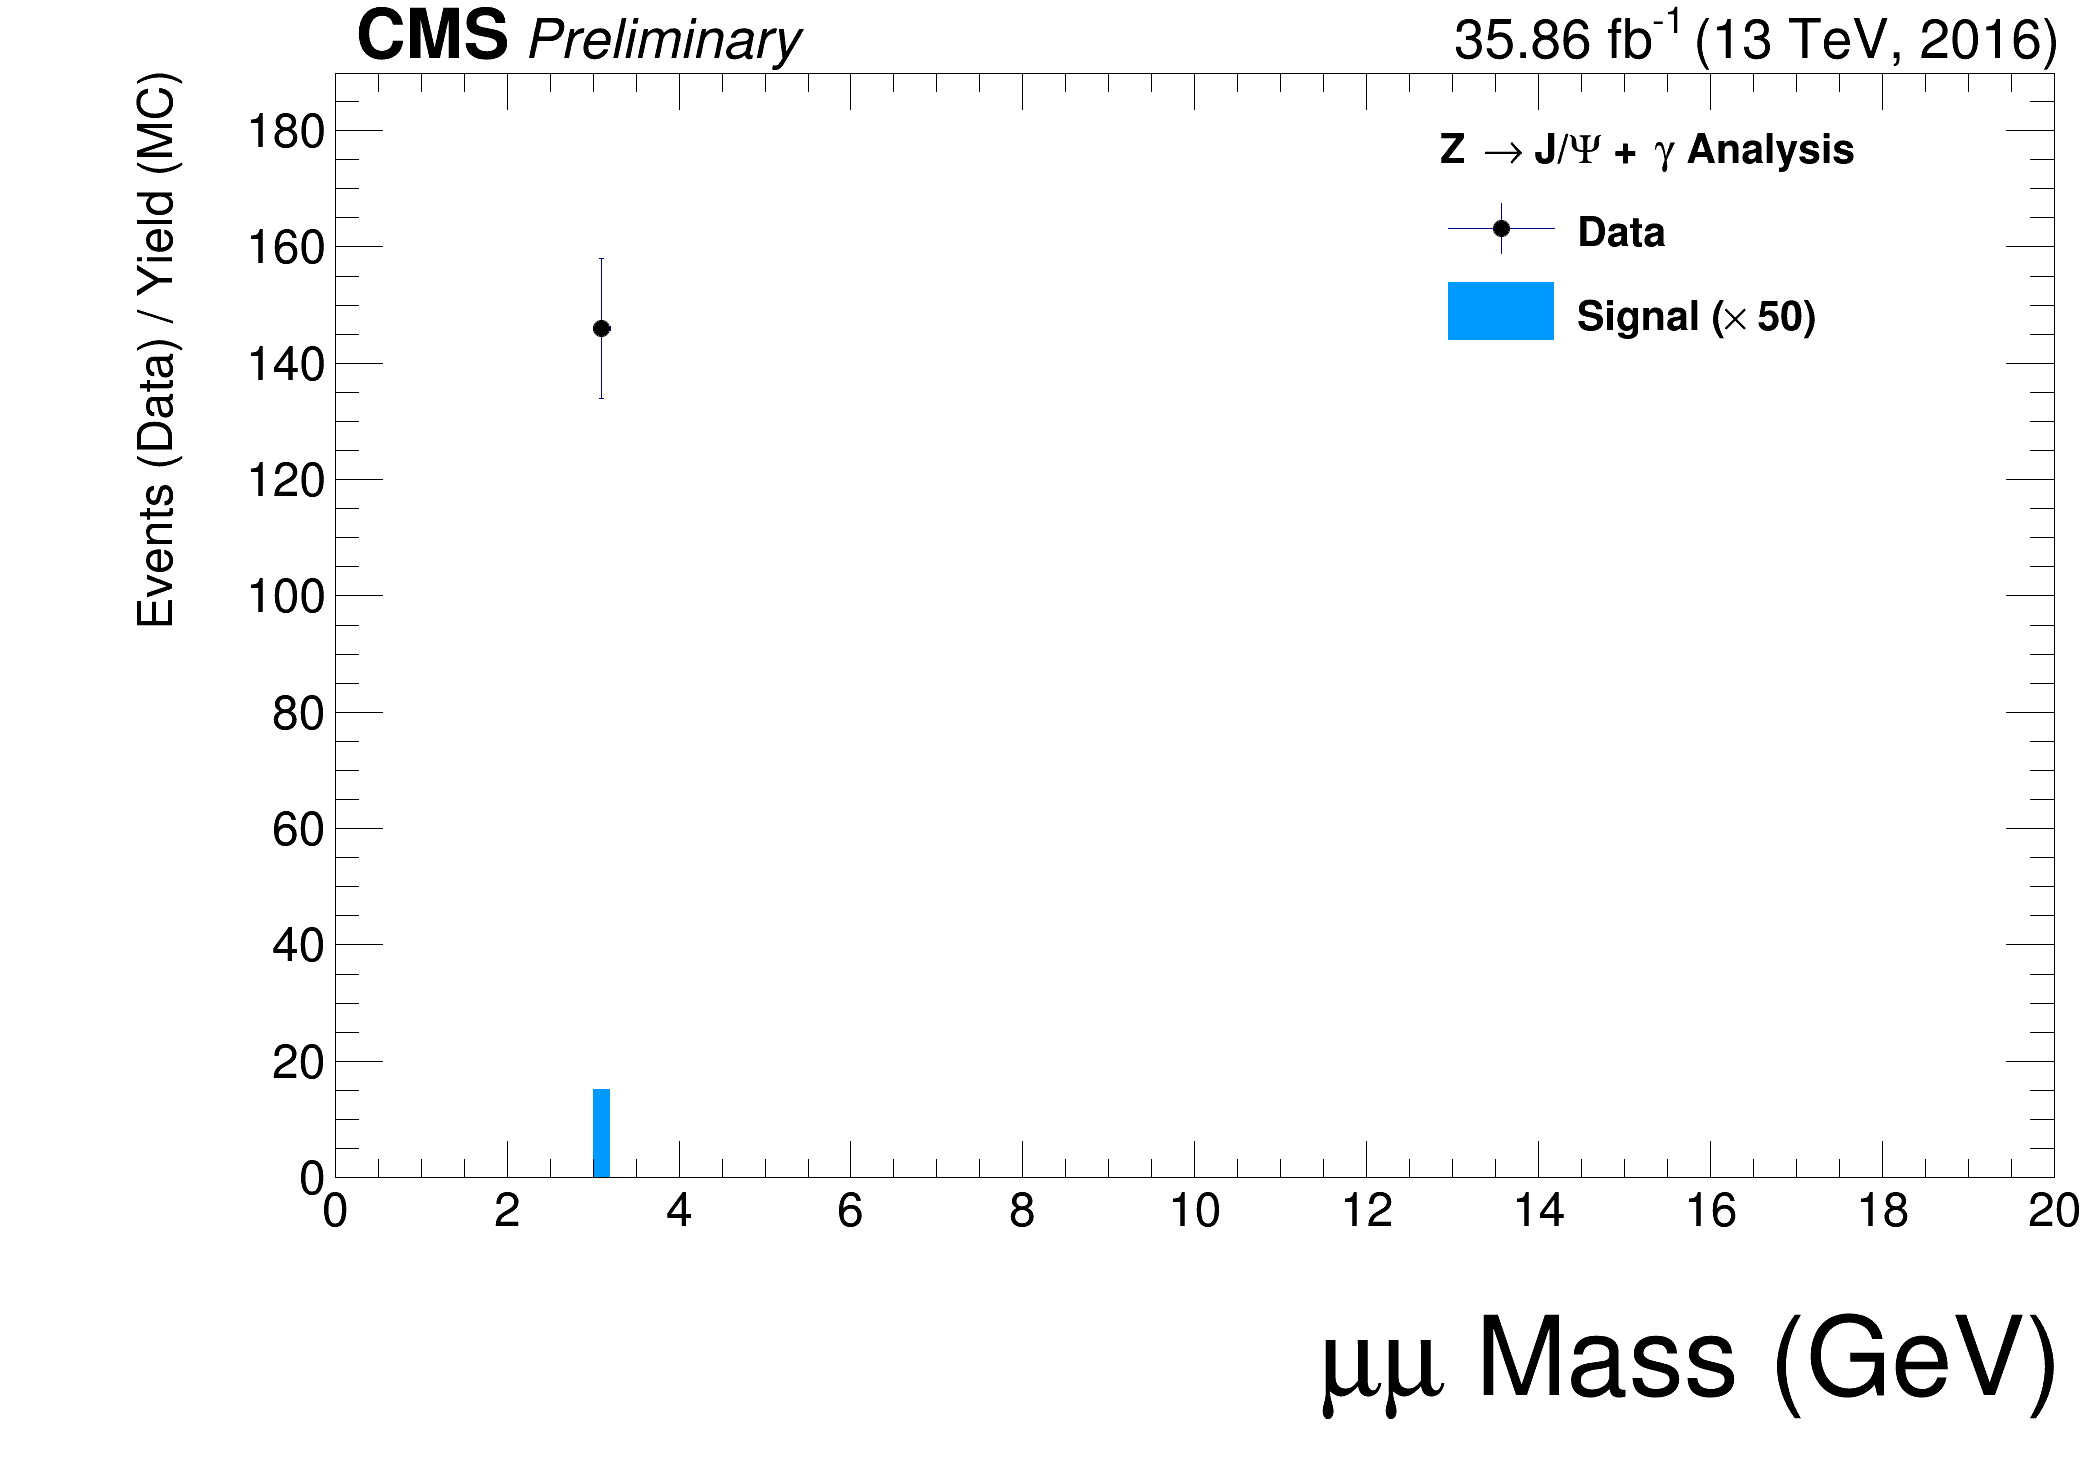 CMS Preliminary 35.86 fb⁻¹ (13 TeV, 2016)
Events (Data) / Yield (MC)
Z → J/Ψ + γ Analysis
Data
Signal (× 50)
180
160
140
120
100
80
60
40
20
0
0 2 4 6 8 10 12 14 16 18 20
μμ Mass (GeV)